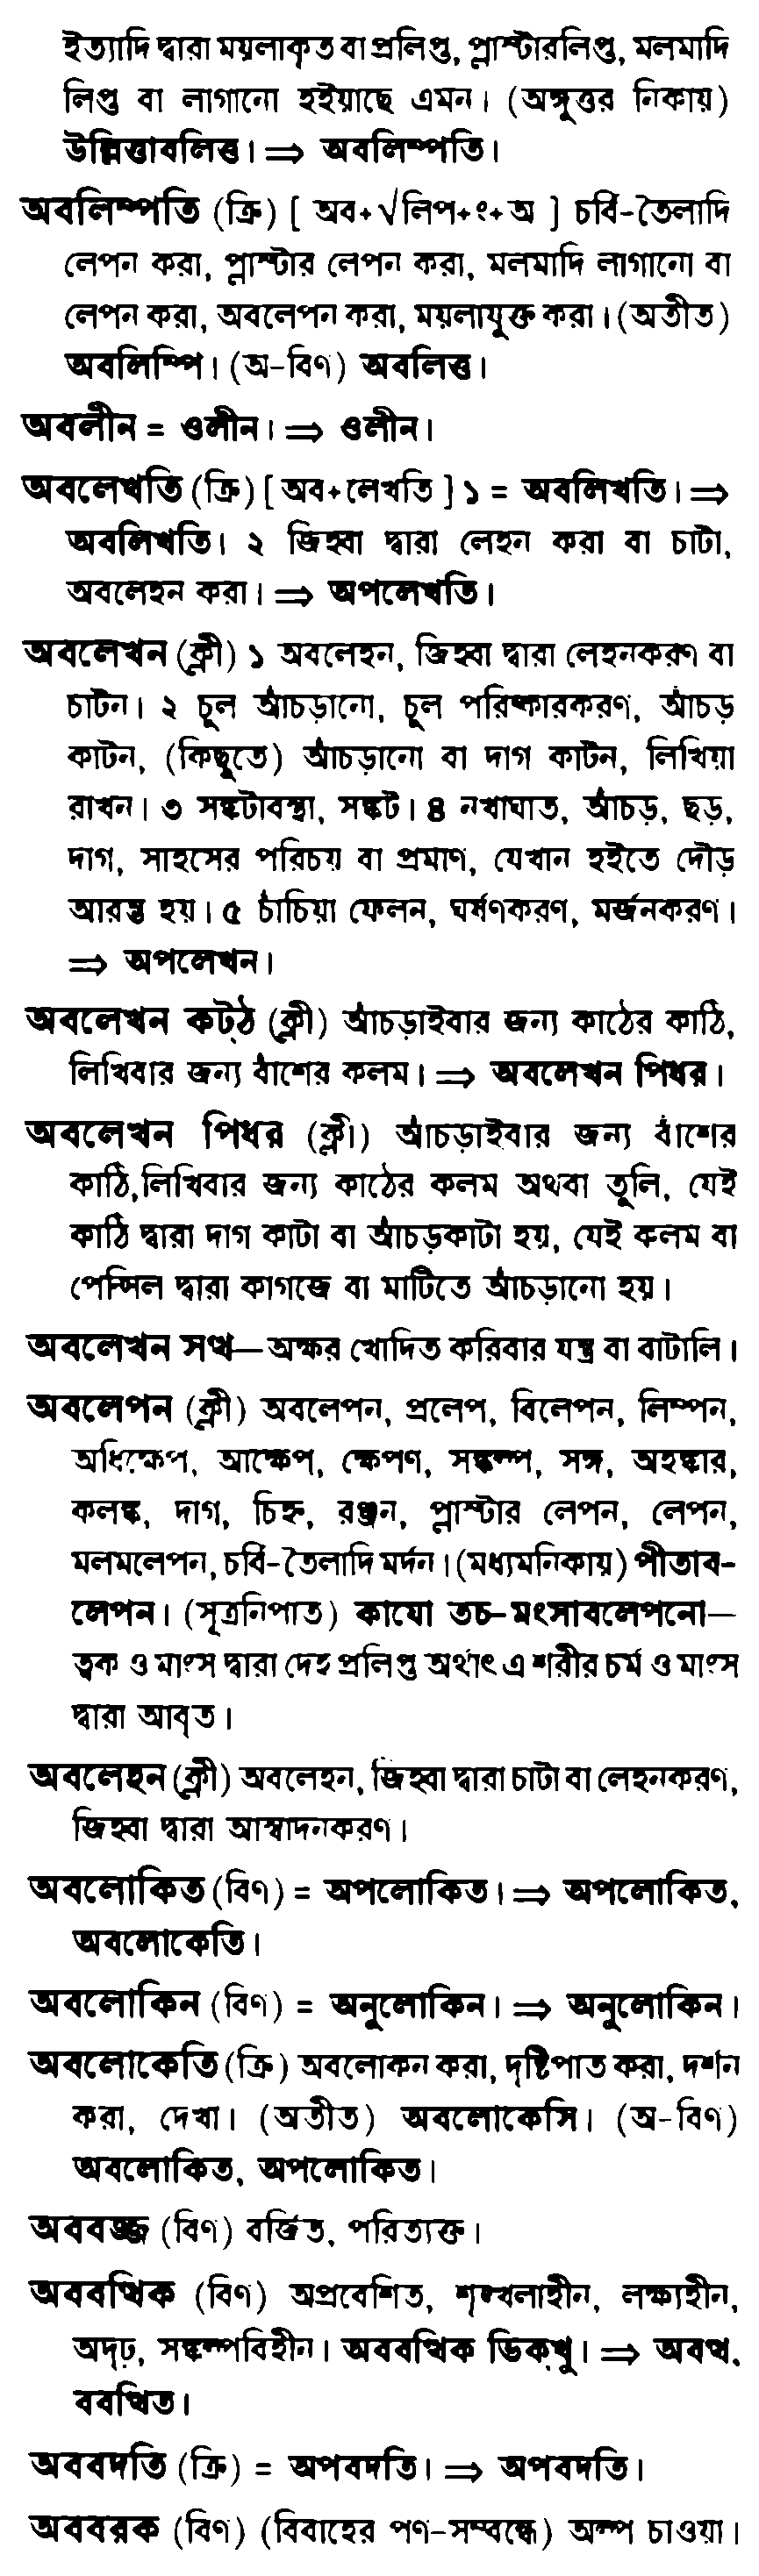 ইত্যাদি দ্বারা ময়লাকৃত বা প্রলিপ্ত, প্লাস্টারলিপ্ত, মলমাদি
লিপ্ত বা লাগানো হইয়াছে এমন। (অঙ্গুত্তর নিকায়)
উল্লিত্তাবলিত্ত। ⇒ অবলিম্পতি।
অবলিম্পতি (ক্রি) [ অব+√লিপ+ং+অ ] চর্বি-তৈলাদি
লেপন করা, প্লাস্টার লেপন করা, মলমাদি লাগানো বা
লেপন করা, অবলেপন করা, ময়লাযুক্ত করা। (অতীত)
অবলিম্পি। (অ-বিণ) অবলিত্ত।
অবলীন = ওলীন। ⇒ ওলীন।
অবলেখতি (ক্রি) [ অব+লেখতি ] ১ = অবলিখতি। ⇒
অবলিখতি। ২ জিহ্বা দ্বারা লেহন করা বা চাটা,
অবলেহন করা। ⇒ অপলেখতি।
অবলেখন (ক্লী) ১ অবলেহন, জিহ্বা দ্বারা লেহনকরণ বা
চাটন। ২ চুল আঁচড়ানো, চুল পরিষ্কারকরণ, আঁচড়
কাটন, (কিছুতে) আঁচড়ানো বা দাগ কাটন, লিখিয়া
রাখন। ৩ সঙ্কটাবস্থা, সঙ্কট। ৪ নখাঘাত, আঁচড়, ছড়,
দাগ, সাহসের পরিচয় বা প্রমাণ, যেখান হইতে দৌড়
আরম্ভ হয়। ৫ চাঁচিয়া ফেলন, ঘর্ষণকরণ, মর্জনকরণ।
⇒ অপলেখন।
অবলেখন কট্‌ঠ (ক্লী) আঁচড়াইবার জন্য কাঠের কাঠি,
লিখিবার জন্য বাঁশের কলম। ⇒ অবলেখন পিধর।
অবলেখন পিধর (ক্লী) আঁচড়াইবার জন্য বাঁশের
কাঠি, লিখিবার জন্য কাঠের কলম অথবা তুলি, যেই
কাঠি দ্বারা দাগ কাটা বা আঁচড়কাটা হয়, যেই কলম বা
পেন্সিল দ্বারা কাগজে বা মাটিতে আঁচড়ানো হয়।
অবলেখন সত্থ—অক্ষর খোদিত করিবার যন্ত্র বা বাটালি।
অবলেপন (ক্লী) অবলেপন, প্রলেপ, বিলেপন, লিম্পন,
অধিক্ষেপ, আক্ষেপ, ক্ষেপণ, সঙ্কল্প, সঙ্গ, অহঙ্কার,
কলঙ্ক, দাগ, চিহ্ন, রঞ্জন, প্লাস্টার লেপন, লেপন,
মলমলেপন, চর্বি-তৈলাদি মর্দন। (মধ্যমনিকায়) পীতাব-
লেপন। (সূত্রনিপাত) কাযো তচ-মংসাবলেপনো—
ত্বক ও মাংস দ্বারা দেহ প্রলিপ্ত অর্থাৎ এ শরীর চর্ম ও মাংস
দ্বারা আবৃত।
অবলেহন (ক্লী) অবলেহন, জিহ্বা দ্বারা চাটা বা লেহনকরণ,
জিহ্বা দ্বারা আস্বাদনকরণ।
অবলোকিত (বিণ) = অপলোকিত। ⇒ অপলোকিত,
অবলোকেতি।
অবলোকিন (বিণ) = অনুলোকিন। ⇒ অনুলোকিন।
অবলোকেতি (ক্রি) অবলোকন করা, দৃষ্টিপাত করা, দর্শন
করা, দেখা। (অতীত) অবলোকেসি। (অ-বিণ)
অবলোকিত, অপলোকিত।
অববজ্জ (বিণ) বর্জিত, পরিত্যক্ত।
অববত্থিক (বিণ) অপ্রবেশিত, শৃঙ্খলাহীন, লক্ষ্যহীন,
অদৃঢ়, সঙ্কল্পবিহীন। অববত্থিক ভিক্‌খু। ⇒ অবত্থ,
ববত্থিত।
অববদতি (ক্রি) = অপবদতি। ⇒ অপবদতি।
অববরক (বিণ) (বিবাহের পণ-সম্বন্ধে) অল্প চাওয়া।